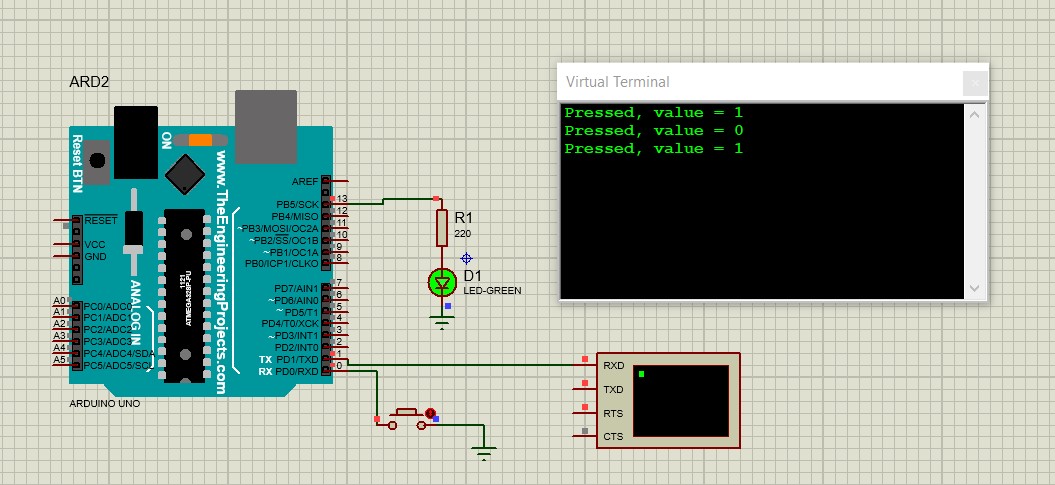 ARD2
Virtual Terminal
Pressed, value = 1
Pressed, value = 0
Pressed, value = 1
Reset BTN
ON
www.TheEngineeringProjects.com
RESET
VCC
GND
1121
ATMEGA328P-PU
ANALOG IN
A0 PC0/ADC0
A1 PC1/ADC1
A2 PC2/ADC2
A3 PC3/ADC3
A4 PC4/ADC4/SDA
A5 PC5/ADC5/SCL
AREF
PB5/SCK 13
PB4/MISO 12
~PB3/MOSI/OC2A 11
~PB2/SS/OC1B 10
~PB1/OC1A 9
PB0/ICP1/CLKO 8
PD7/AIN1 7
~PD6/AIN0 6
~PD5/T1 5
PD4/T0/XCK 4
~PD3/INT1 3
PD2/INT0 2
TX PD1/TXD 1
RX PD0/RXD 0
ARDUINO UNO
R1
220
D1
LED-GREEN
RXD
TXD
RTS
CTS